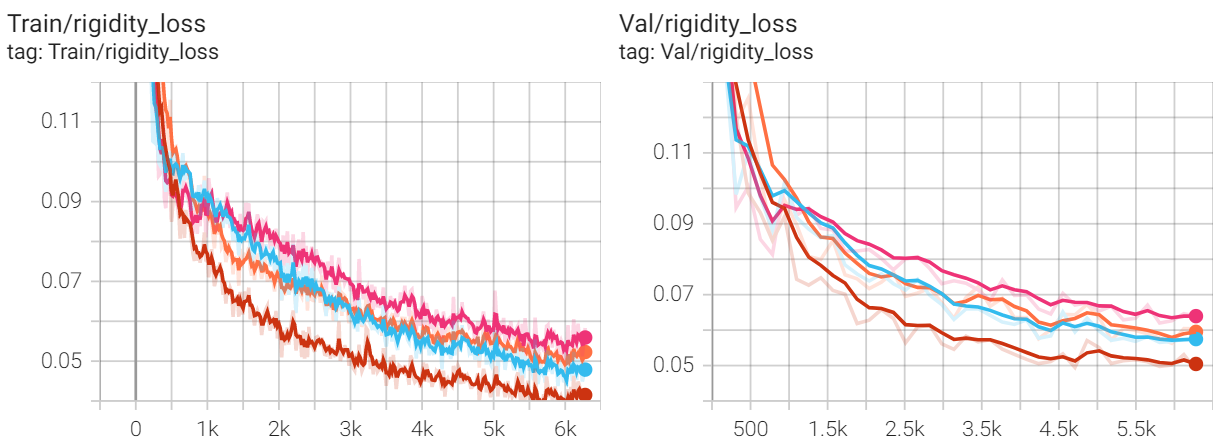 Train/rigidity_loss
tag: Train/rigidity_loss
0.11
0.09
0.07
0.05
0
1k
2k
3k
4k
5k
6k
Val/rigidity_loss
tag: Val/rigidity_loss
0.11
0.09
0.07
0.05
500
1.5k
2.5k
3.5k
4.5k
5.5k